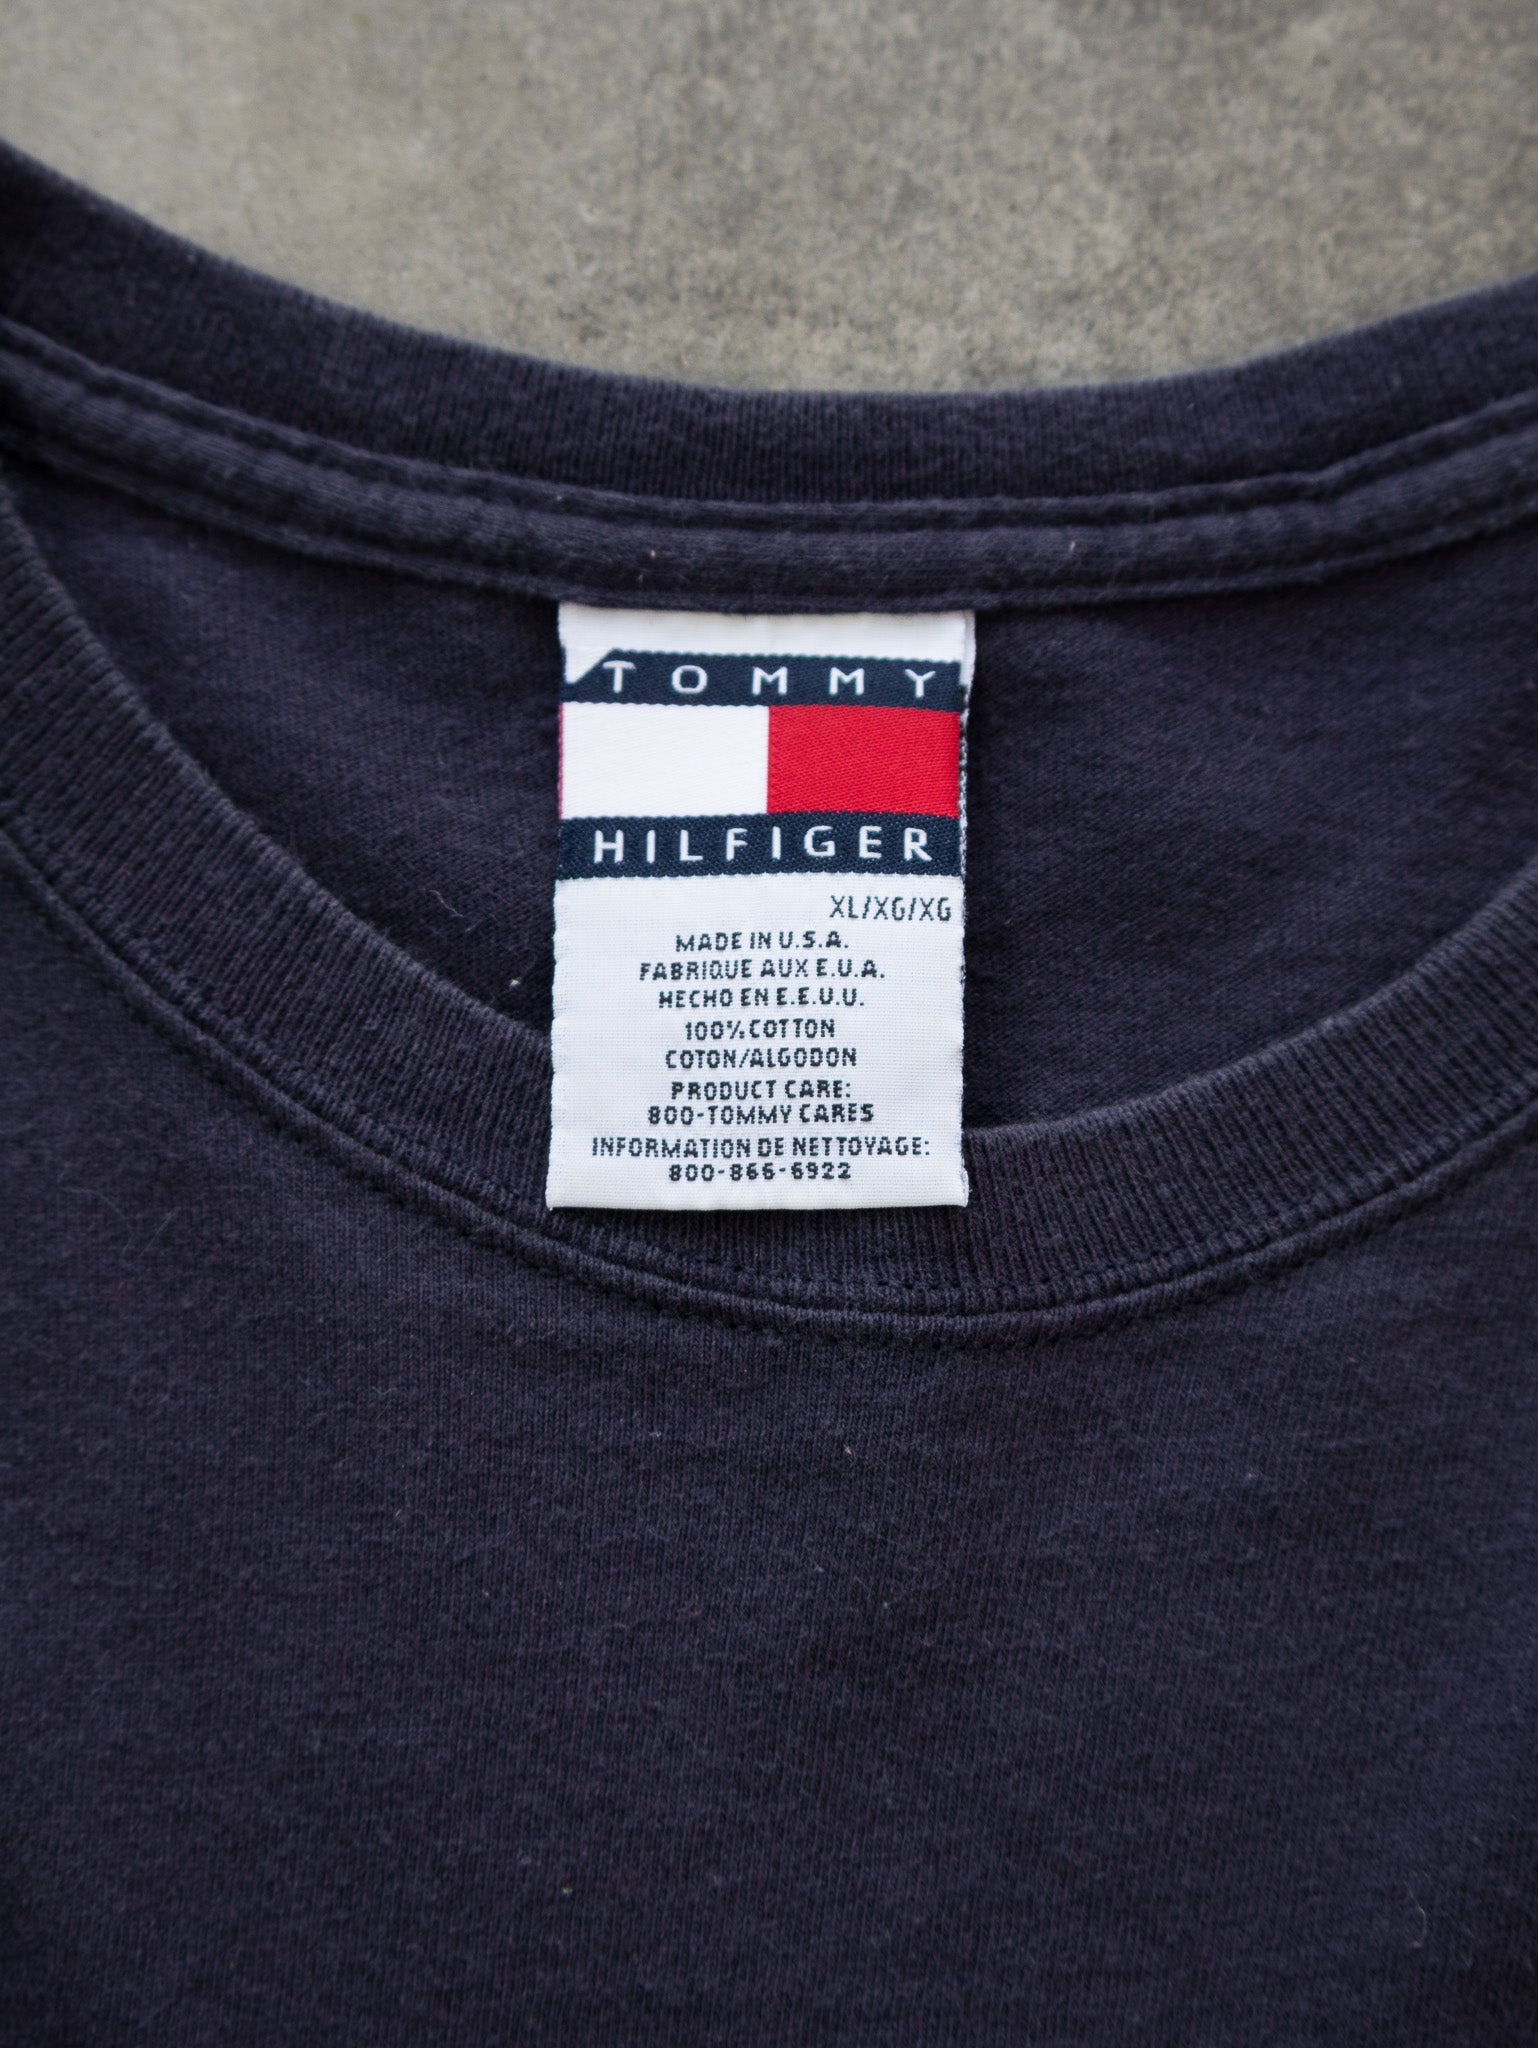 TOMMY
HILFIGER
XL/XG/XG
MADE IN U.S.A.
FABRIQUE AUX E.U.A.
HECHO EN E.E.U.U.
100% COTTON
COTON/ALGODON
PRODUCT CARE:
800-TOMMY CARES
INFORMATION DE NETTOYAGE:
800-866-6922